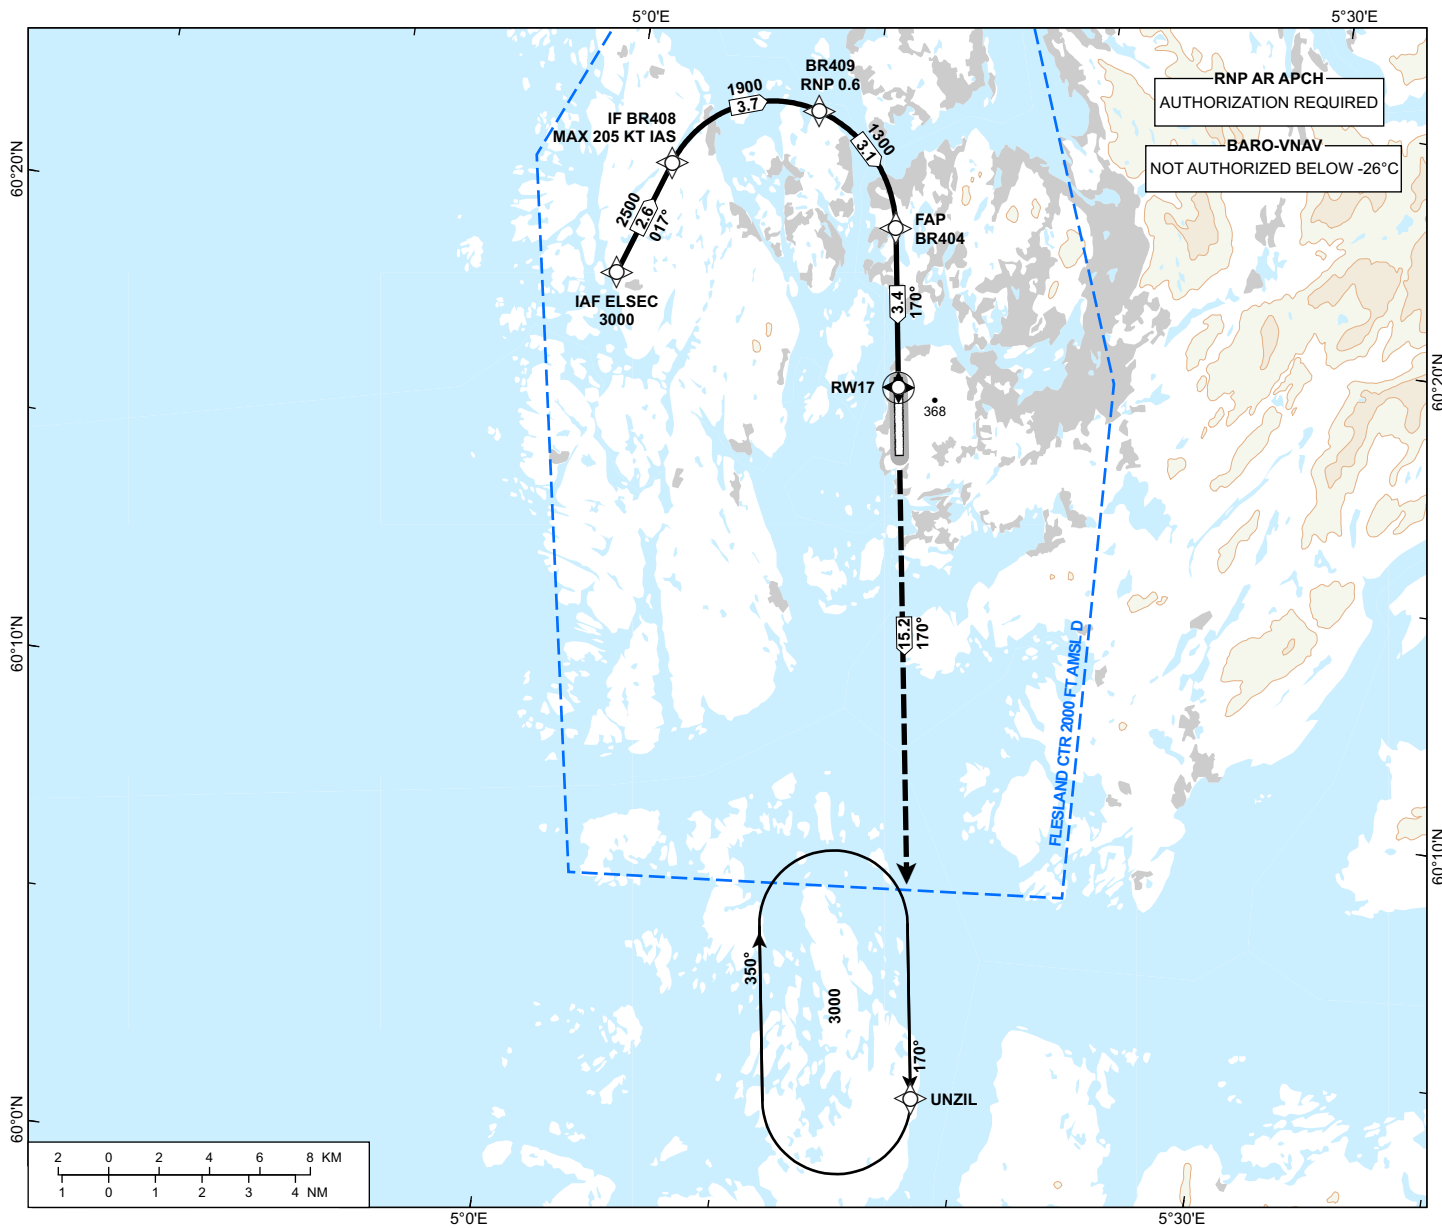 5°0'E
5°30'E
BR409
RNP 0.6
RNP AR APCH
AUTHORIZATION REQUIRED
1900
3.7
IF BR408
MAX 205 KT IAS
1300
3.1
BARO-VNAV
NOT AUTHORIZED BELOW -26°C
60°20'N
2500
2.6
017°
FAP
BR404
IAF ELSEC
3000
3.4
170°
RW17
368
60°20'N
15.2
170°
60°10'N
FLESLAND CTR 2000 FT AMSL D
60°10'N
350°
3000
170°
UNZIL
60°0'N
2 0 2 4 6 8 KM
1 0 1 2 3 4 NM
5°0'E
5°30'E